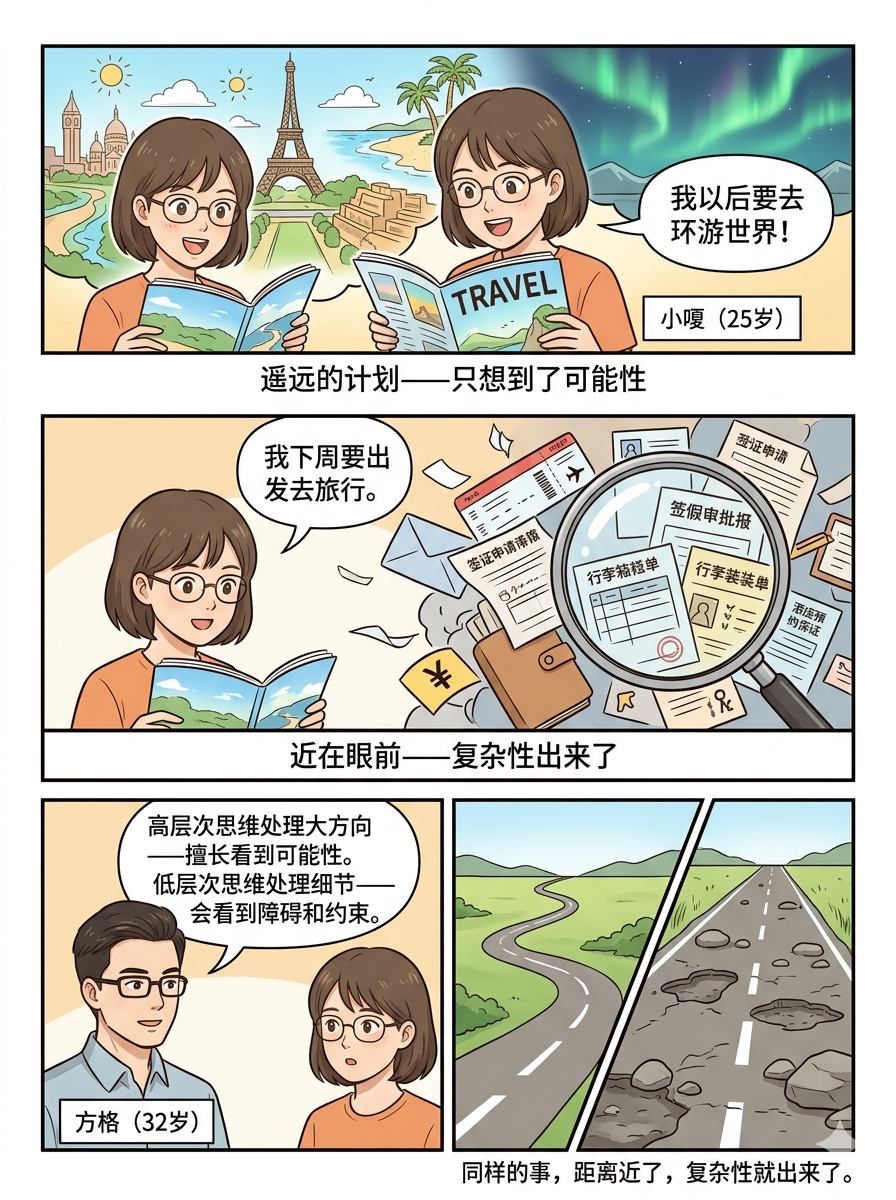 我以后要去
环游世界！
TRAVEL
小嘎（25岁）
遥远的计划——只想到了可能性
我下周要出
发去旅行。
签证申请
签假审批报
签证申请
行李装装单
¥
近在眼前——复杂性出来了
高层次思维处理大方向
——擅长看到可能性。
低层次思维处理细节——
会看到障碍和约束。
方格（32岁）
同样的事，距离近了，复杂性就出来了。